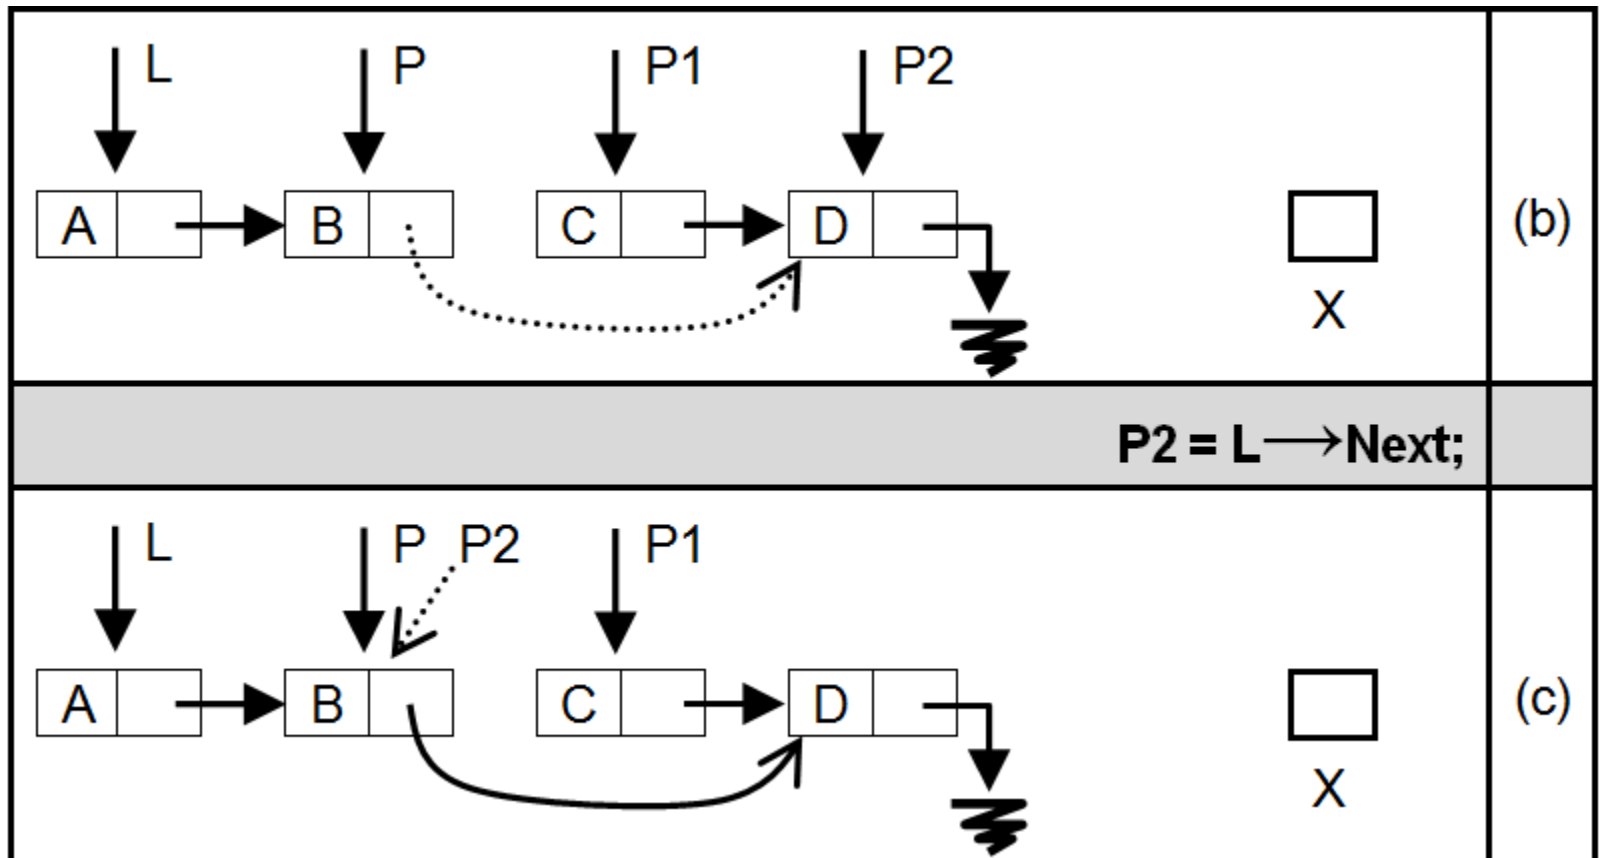 L P P1 P2
A B C D (b)
X
P2 = L⟶Next;
L P P2 P1
A B C D (c)
X